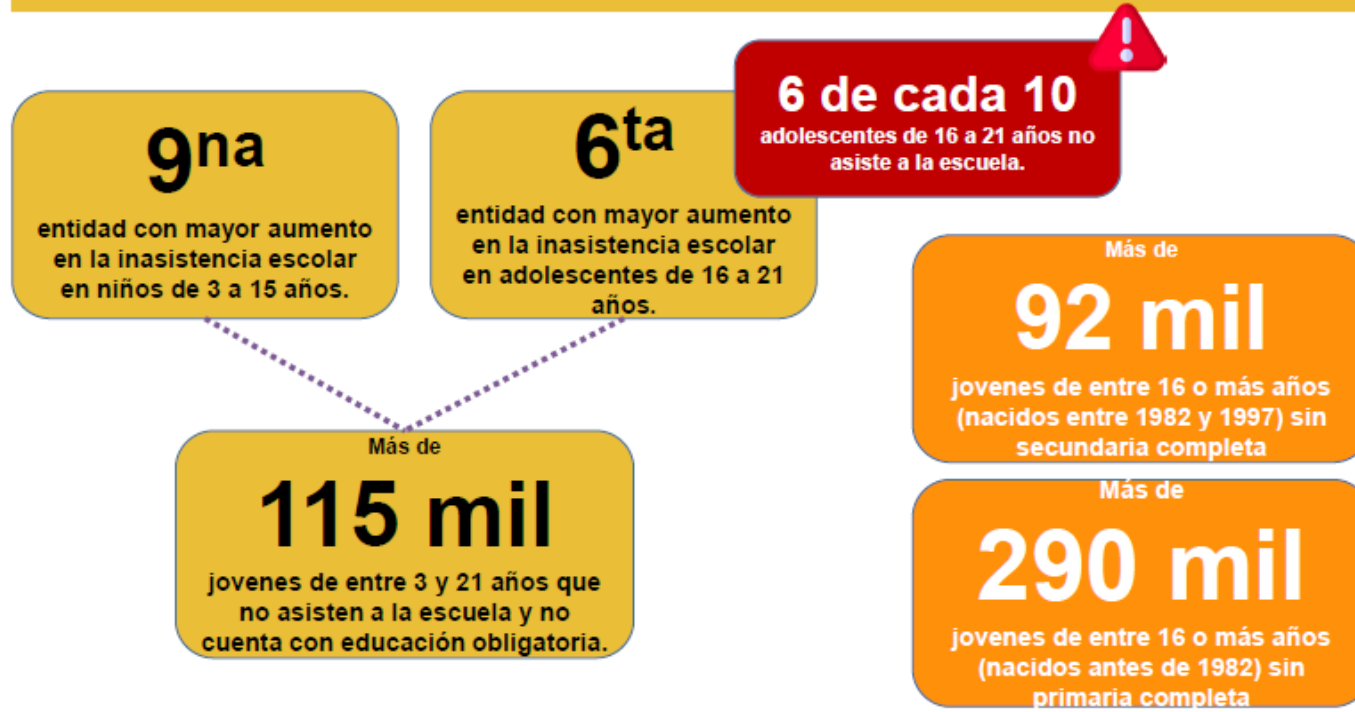 9na
entidad con mayor aumento
en la inasistencia escolar
en niños de 3 a 15 años.
6ta
entidad con mayor aumento
en la inasistencia escolar
en adolescentes de 16 a 21
años.
6 de cada 10
adolescentes de 16 a 21 años no
asiste a la escuela.
Más de
115 mil
jovenes de entre 3 y 21 años que
no asisten a la escuela y no
cuenta con educación obligatoria.
Más de
92 mil
jovenes de entre 16 o más años
(nacidos entre 1982 y 1997) sin
secundaria completa
Más de
290 mil
jovenes de entre 16 o más años
(nacidos antes de 1982) sin
primaria completa